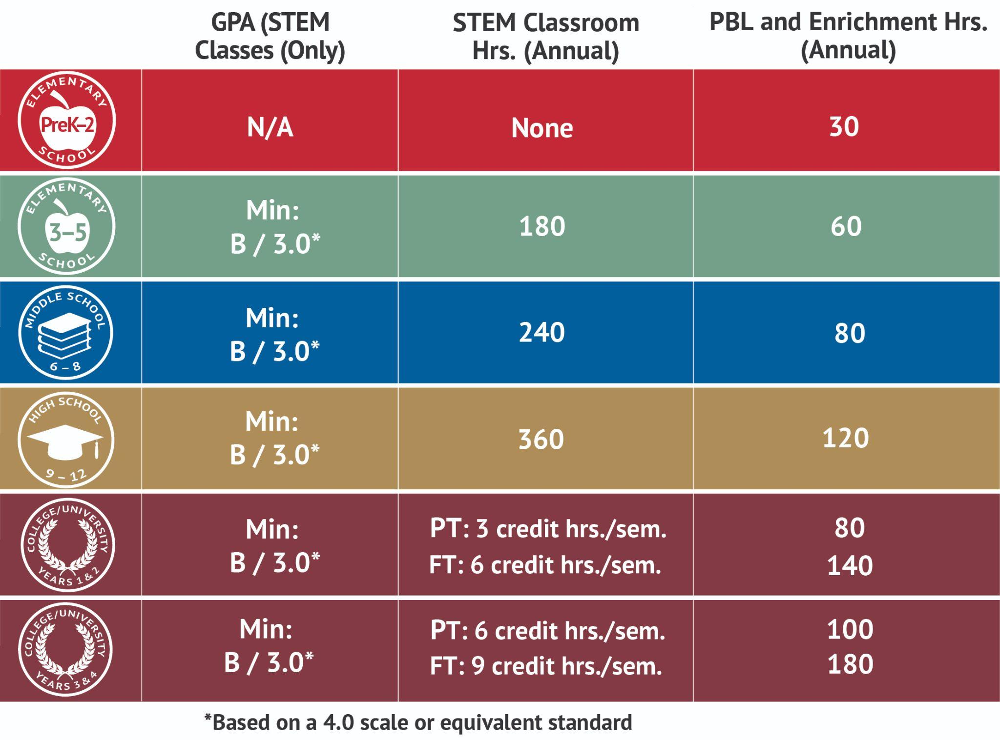 GPA (STEM
Classes (Only)
STEM Classroom
Hrs. (Annual)
PBL and Enrichment Hrs.
(Annual)
ELEMENTARY
PreK–2
SCHOOL
N/A
None
30
ELEMENTARY
3–5
SCHOOL
Min:
B / 3.0*
180
60
MIDDLE SCHOOL
6 – 8
Min:
B / 3.0*
240
80
HIGH SCHOOL
9 – 12
Min:
B / 3.0*
360
120
COLLEGE/UNIVERSITY
YEARS 1 & 2
Min:
B / 3.0*
PT: 3 credit hrs./sem.
FT: 6 credit hrs./sem.
80
140
COLLEGE/UNIVERSITY
YEARS 3 & 4
Min:
B / 3.0*
PT: 6 credit hrs./sem.
FT: 9 credit hrs./sem.
100
180
*Based on a 4.0 scale or equivalent standard